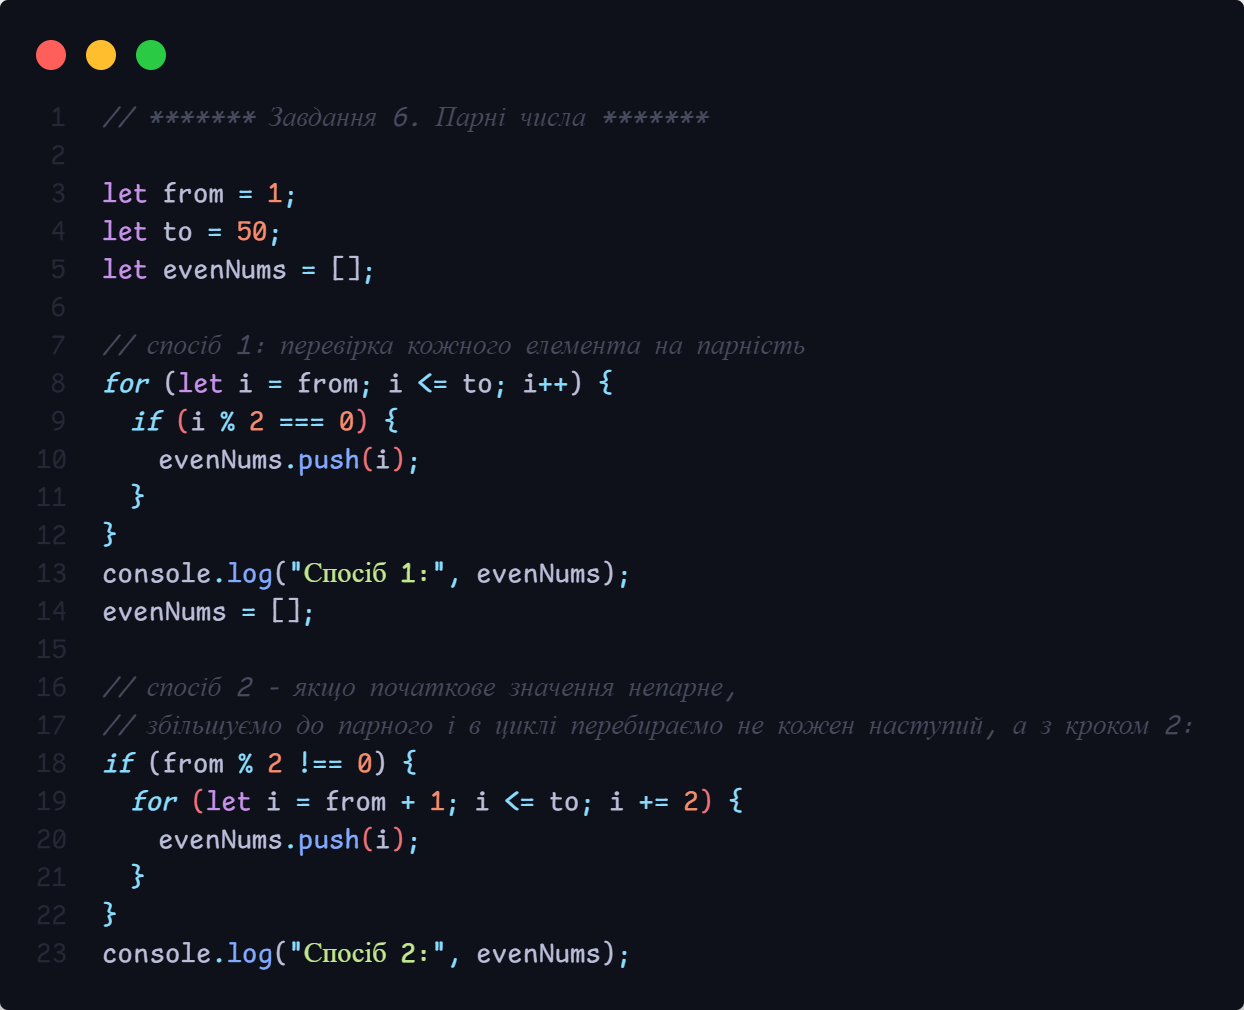 1 // ******* Завдання 6. Парні числа *******
2
3 let from = 1;
4 let to = 50;
5 let evenNums = [];
6
7 // спосіб 1: перевірка кожного елемента на парність
8 for (let i = from; i <= to; i++) {
9 if (i % 2 === 0) {
10 evenNums.push(i);
11 }
12 }
13 console.log("Спосіб 1:", evenNums);
14 evenNums = [];
15
16 // спосіб 2 - якщо початкове значення непарне,
17 // збільшуємо до парного і в циклі перебираємо не кожен наступий, а з кроком 2:
18 if (from % 2 !== 0) {
19 for (let i = from + 1; i <= to; i += 2) {
20 evenNums.push(i);
21 }
22 }
23 console.log("Спосіб 2:", evenNums);